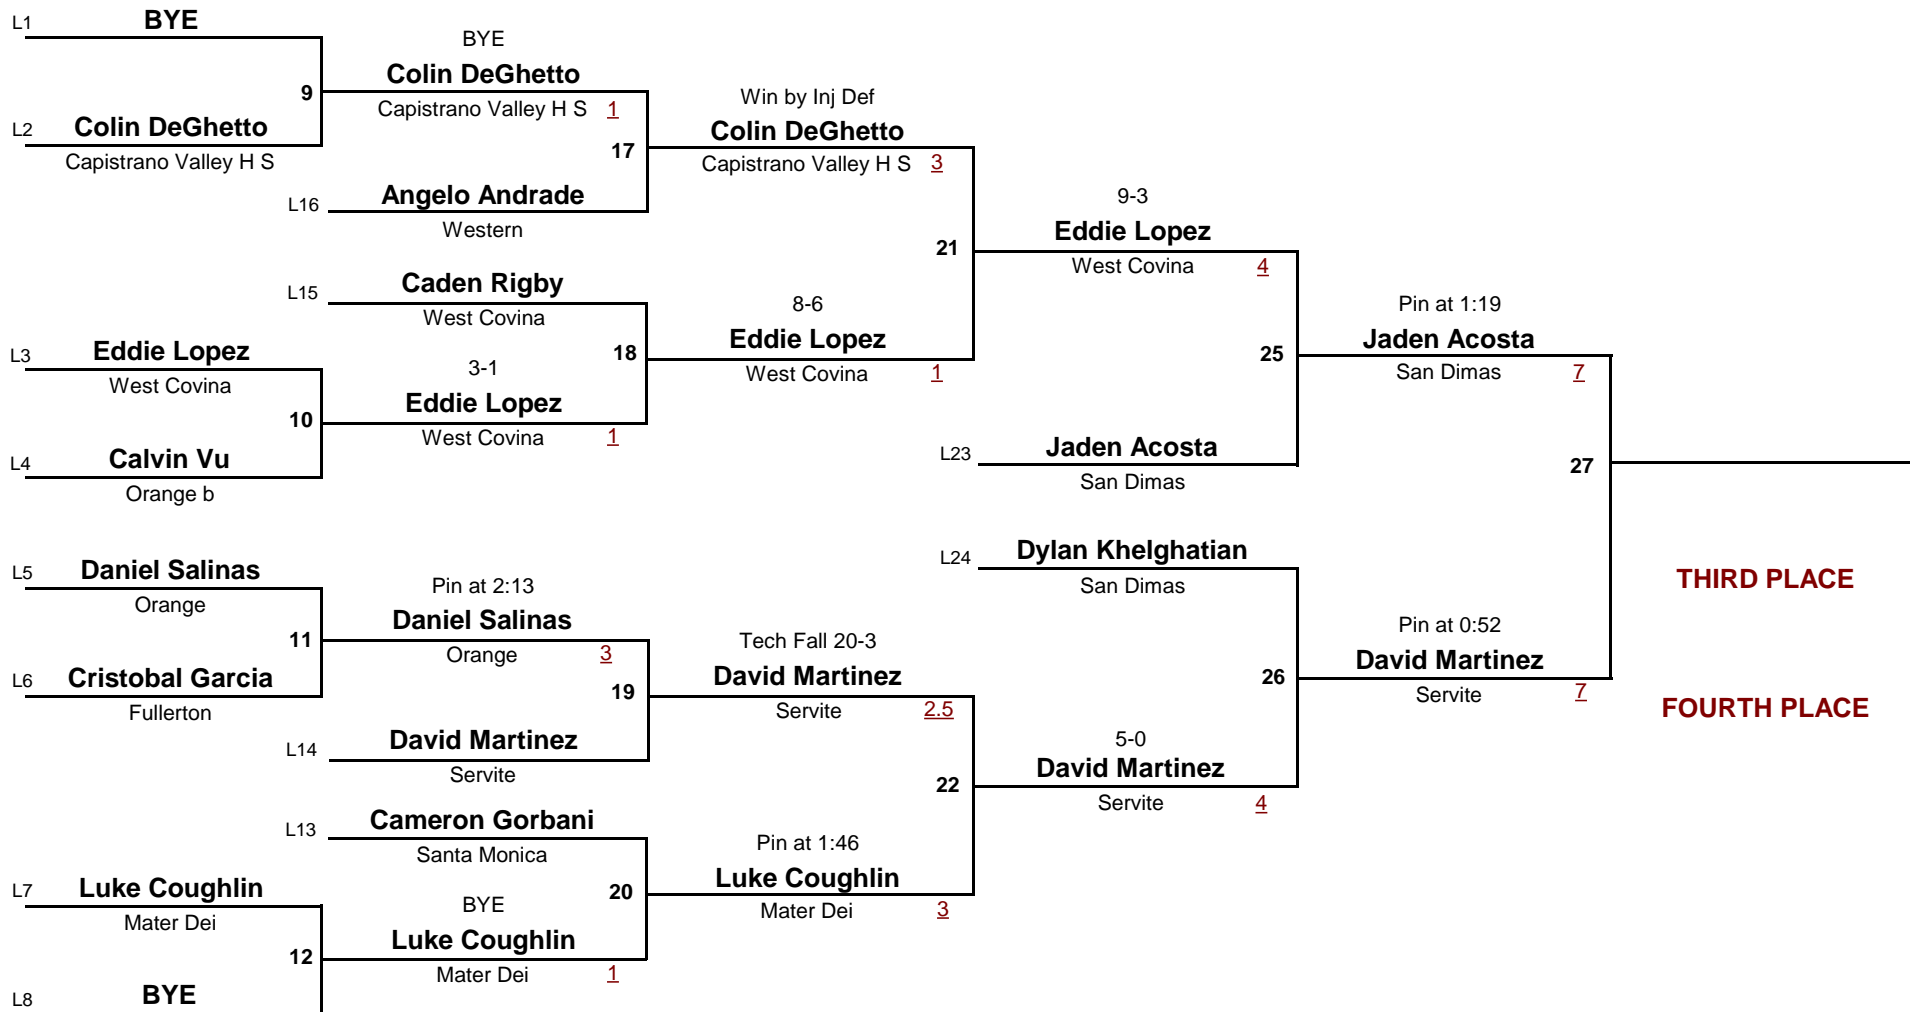 L1 BYE
BYE
Colin DeGhetto
9
Capistrano Valley H S 1
Win by Inj Def
L2 Colin DeGhetto
Colin DeGhetto
Capistrano Valley H S
17
Capistrano Valley H S 3
L16 Angelo Andrade
9-3
Western
Eddie Lopez
21
West Covina 4
L15 Caden Rigby
West Covina
8-6
Pin at 1:19
L3 Eddie Lopez
18
Eddie Lopez
25
Jaden Acosta
West Covina
3-1
West Covina 1
San Dimas 7
Eddie Lopez
10
West Covina 1
L4 Calvin Vu
L23 Jaden Acosta
27
Orange b
San Dimas
L5 Daniel Salinas
L24 Dylan Khelghatian
Orange
Pin at 2:13
San Dimas
THIRD PLACE
Daniel Salinas
11
Orange 3
Tech Fall 20-3
Pin at 0:52
L6 Cristobal Garcia
19
David Martinez
26
David Martinez
Fullerton
Servite 2.5
Servite 7
FOURTH PLACE
L14 David Martinez
5-0
Servite
22
David Martinez
Servite 4
L13 Cameron Gorbani
Santa Monica
Pin at 1:46
L7 Luke Coughlin
20
Luke Coughlin
Mater Dei
BYE
Mater Dei 3
Luke Coughlin
12
Mater Dei 1
L8 BYE